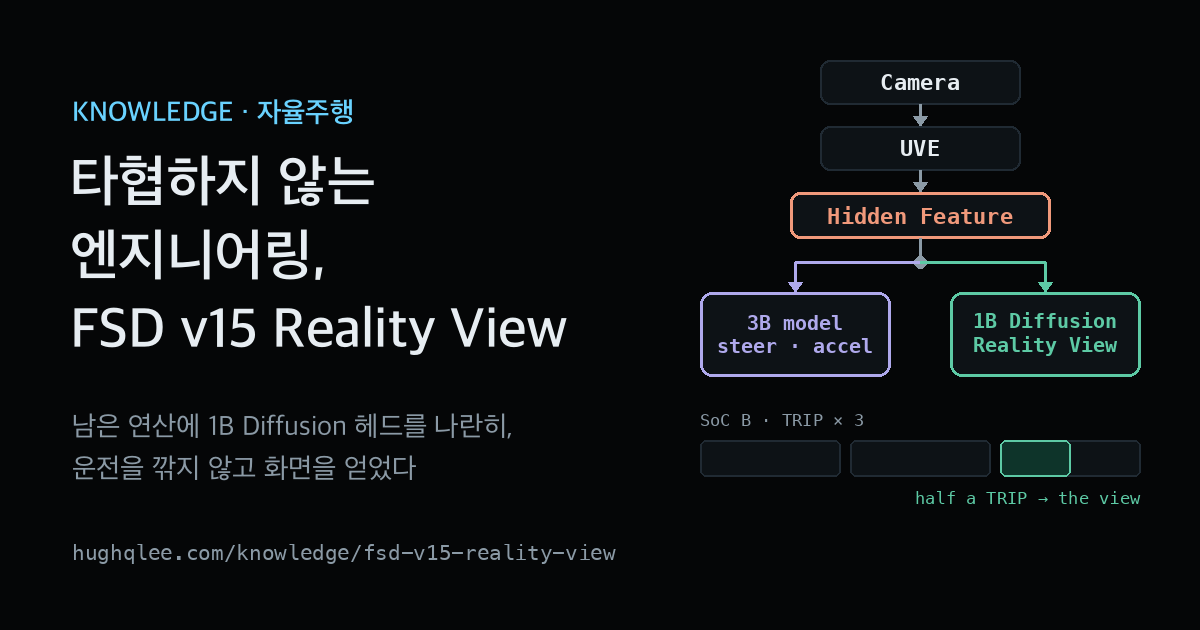 KNOWLEDGE · 자율주행
타협하지 않는
엔지니어링,
FSD v15 Reality View
남은 연산에 1B Diffusion 헤드를 나란히,
운전을 깎지 않고 화면을 얻었다
hughqlee.com/knowledge/fsd-v15-reality-view
Camera
UVE
Hidden Feature
3B model
steer · accel
1B Diffusion
Reality View
SoC B · TRIP × 3
half a TRIP → the view